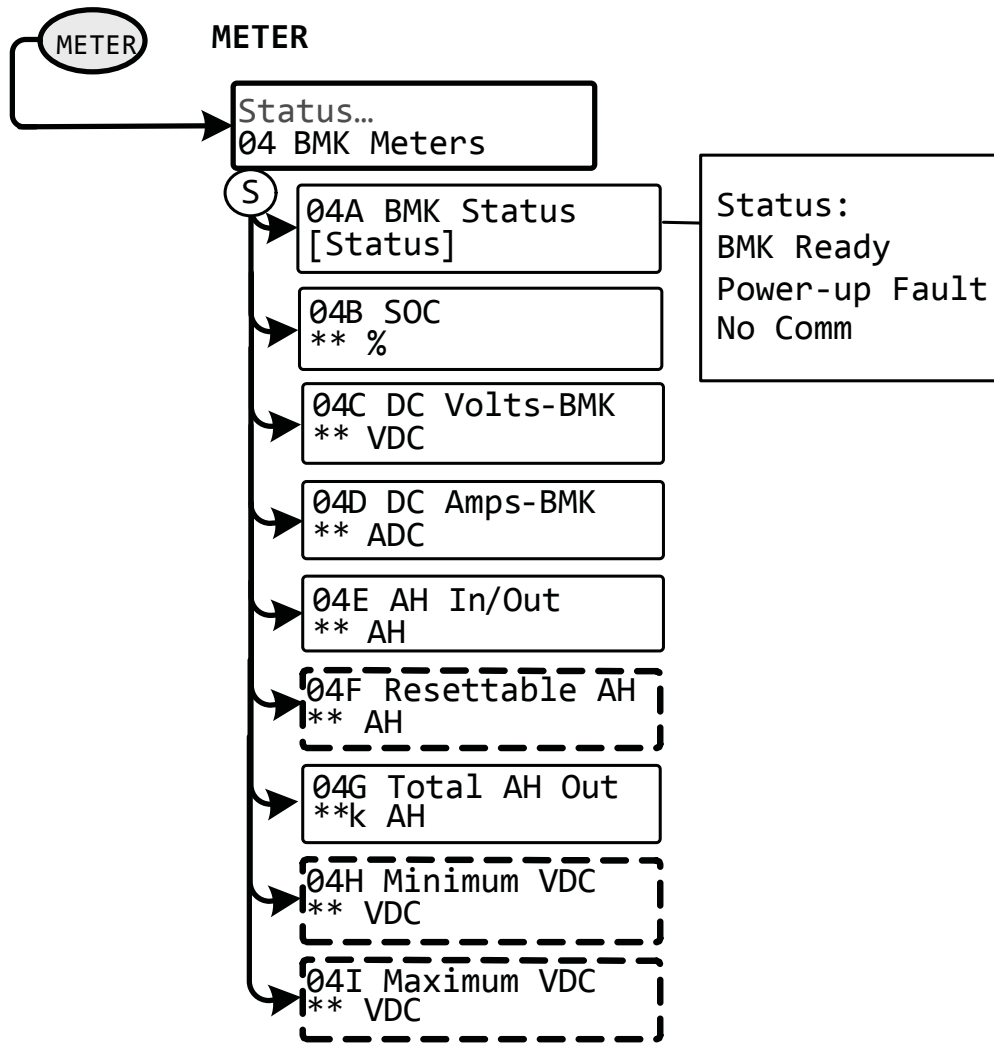 METER
METER
Status…
04 BMK Meters
S
04A BMK Status
[Status]
Status:
BMK Ready
Power-up Fault
No Comm
04B SOC
** %
04C DC Volts-BMK
** VDC
04D DC Amps-BMK
** ADC
04E AH In/Out
** AH
04F Resettable AH
** AH
04G Total AH Out
**k AH
04H Minimum VDC
** VDC
04I Maximum VDC
** VDC